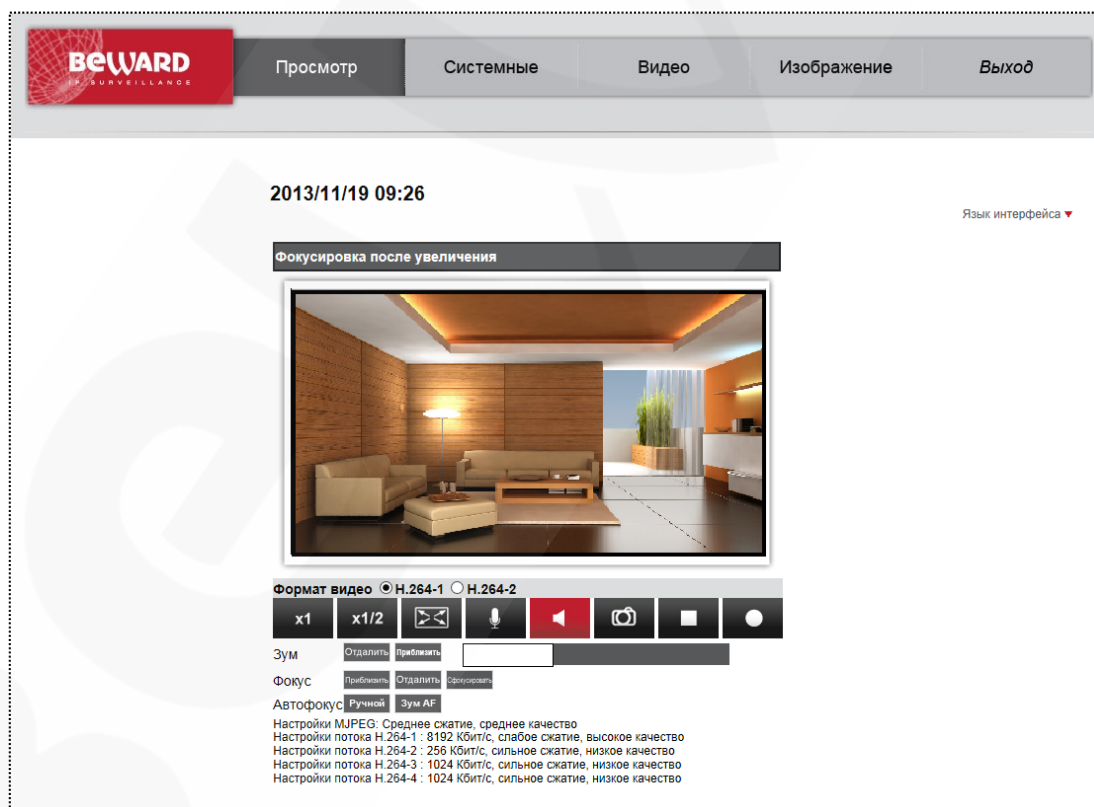 BEWARD
IP SURVEILLANCE
Просмотр
Системные
Видео
Изображение
Выход
2013/11/19 09:26
Язык интерфейса
Фокусировка после увеличения
Формат видео H.264-1 H.264-2
x1 x1/2
Зум Отдалить Приблизить
Фокус Приблизить Отдалить Сфокусировать
Автофокус Ручной Зум AF
Настройки MJPEG: Среднее сжатие, среднее качество
Настройки потока H.264-1 : 8192 Кбит/с, слабое сжатие, высокое качество
Настройки потока H.264-2 : 256 Кбит/с, сильное сжатие, низкое качество
Настройки потока H.264-3 : 1024 Кбит/с, сильное сжатие, низкое качество
Настройки потока H.264-4 : 1024 Кбит/с, сильное сжатие, низкое качество